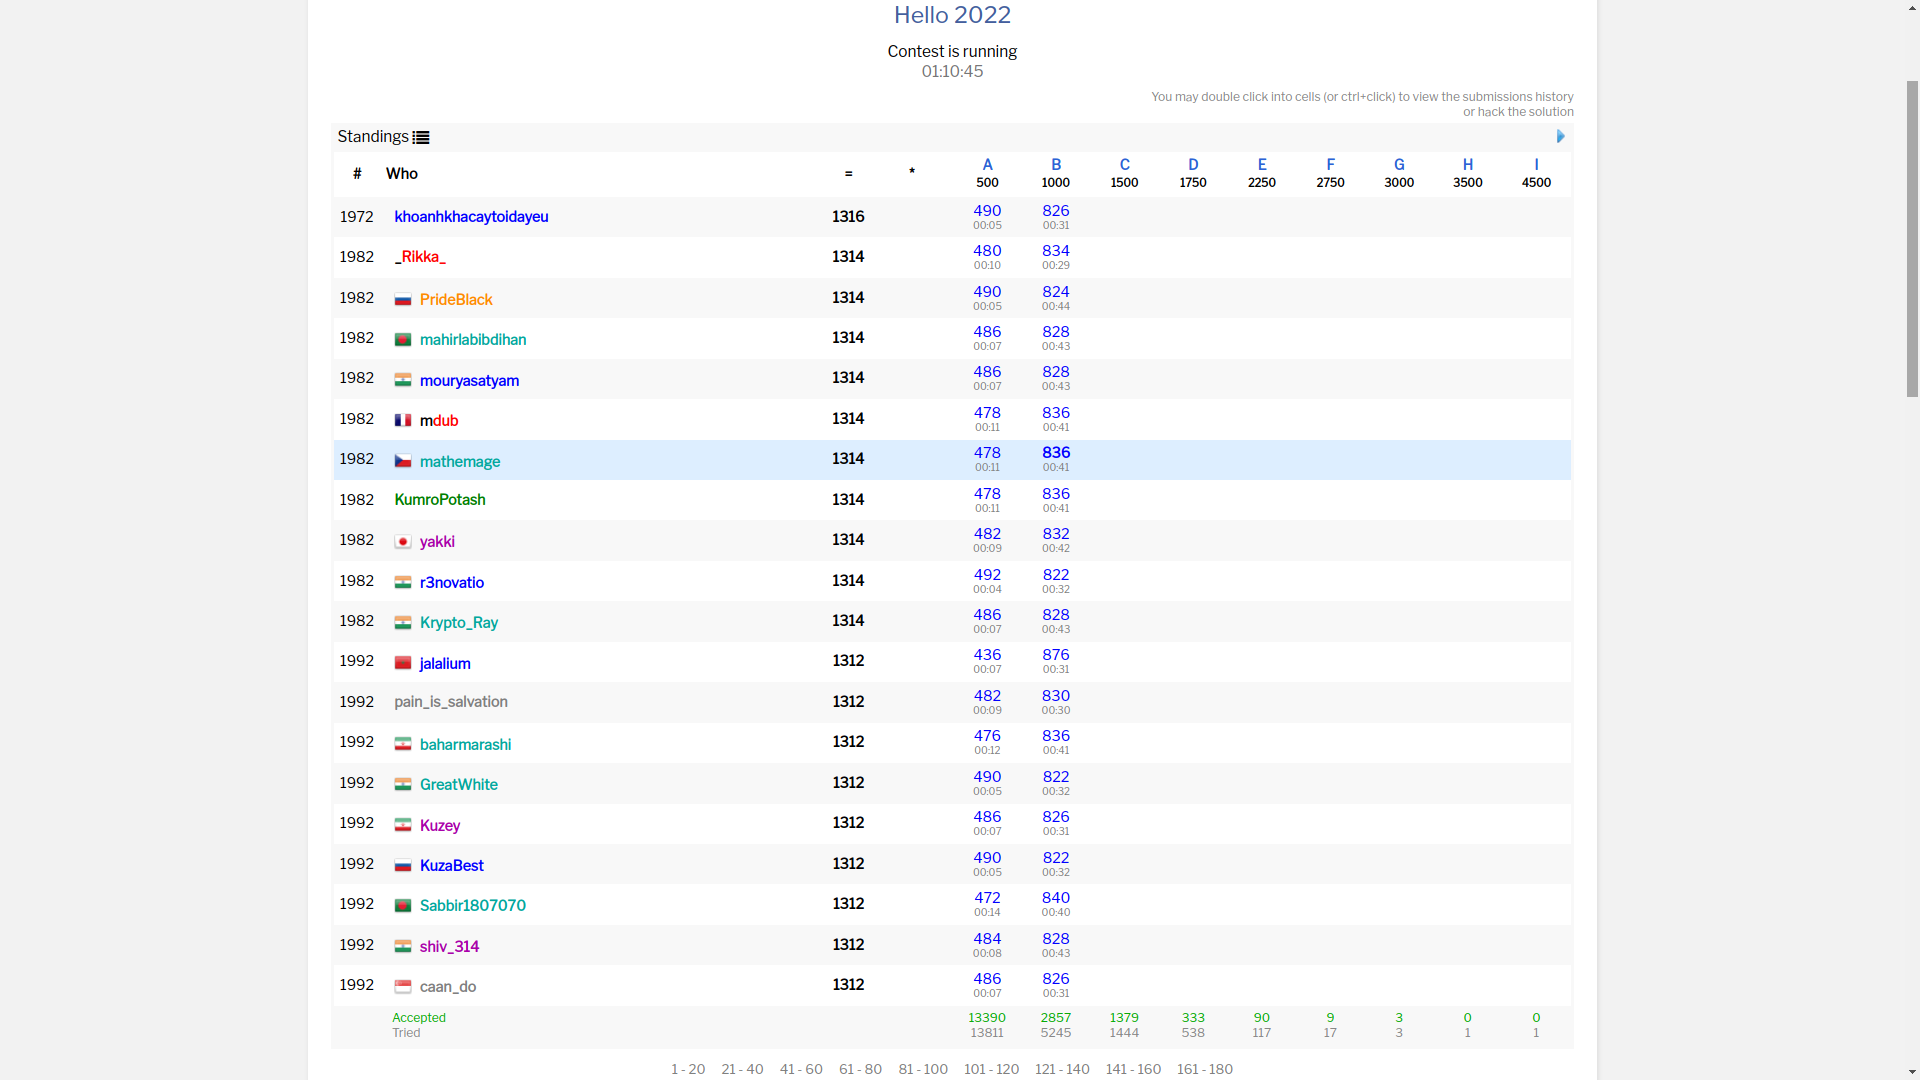 Hello 2022
Contest is running
01:10:45
You may double click into cells (or ctrl+click) to view the submissions history
or hack the solution
Standings
# Who = * A B C D E F G H I
500 1000 1500 1750 2250 2750 3000 3500 4500
1972 khoanhkhacaytoidayeu 1316 490 826
00:05 00:31
1982 _Rikka_ 1314 480 834
00:10 00:29
1982 PrideBlack 1314 490 824
00:05 00:44
1982 mahirlabibdihan 1314 486 828
00:07 00:43
1982 mouryasatyam 1314 486 828
00:07 00:43
1982 mdub 1314 478 836
00:11 00:41
1982 mathemage 1314 478 836
00:11 00:41
1982 KumroPotash 1314 478 836
00:11 00:41
1982 yakki 1314 482 832
00:09 00:42
1982 r3novatio 1314 492 822
00:04 00:32
1982 Krypto_Ray 1314 486 828
00:07 00:43
1992 jalalium 1312 436 876
00:07 00:31
1992 pain_is_salvation 1312 482 830
00:09 00:30
1992 baharmarashi 1312 476 836
00:12 00:41
1992 GreatWhite 1312 490 822
00:05 00:32
1992 Kuzey 1312 486 826
00:07 00:31
1992 KuzaBest 1312 490 822
00:05 00:32
1992 Sabbir1807070 1312 472 840
00:14 00:40
1992 shiv_314 1312 484 828
00:08 00:43
1992 caan_do 1312 486 826
00:07 00:31
Accepted 13390 2857 1379 333 90 9 3 0 0
Tried 13811 5245 1444 538 117 17 3 1 1
1 - 20 21 - 40 41 - 60 61 - 80 81 - 100 101 - 120 121 - 140 141 - 160 161 - 180